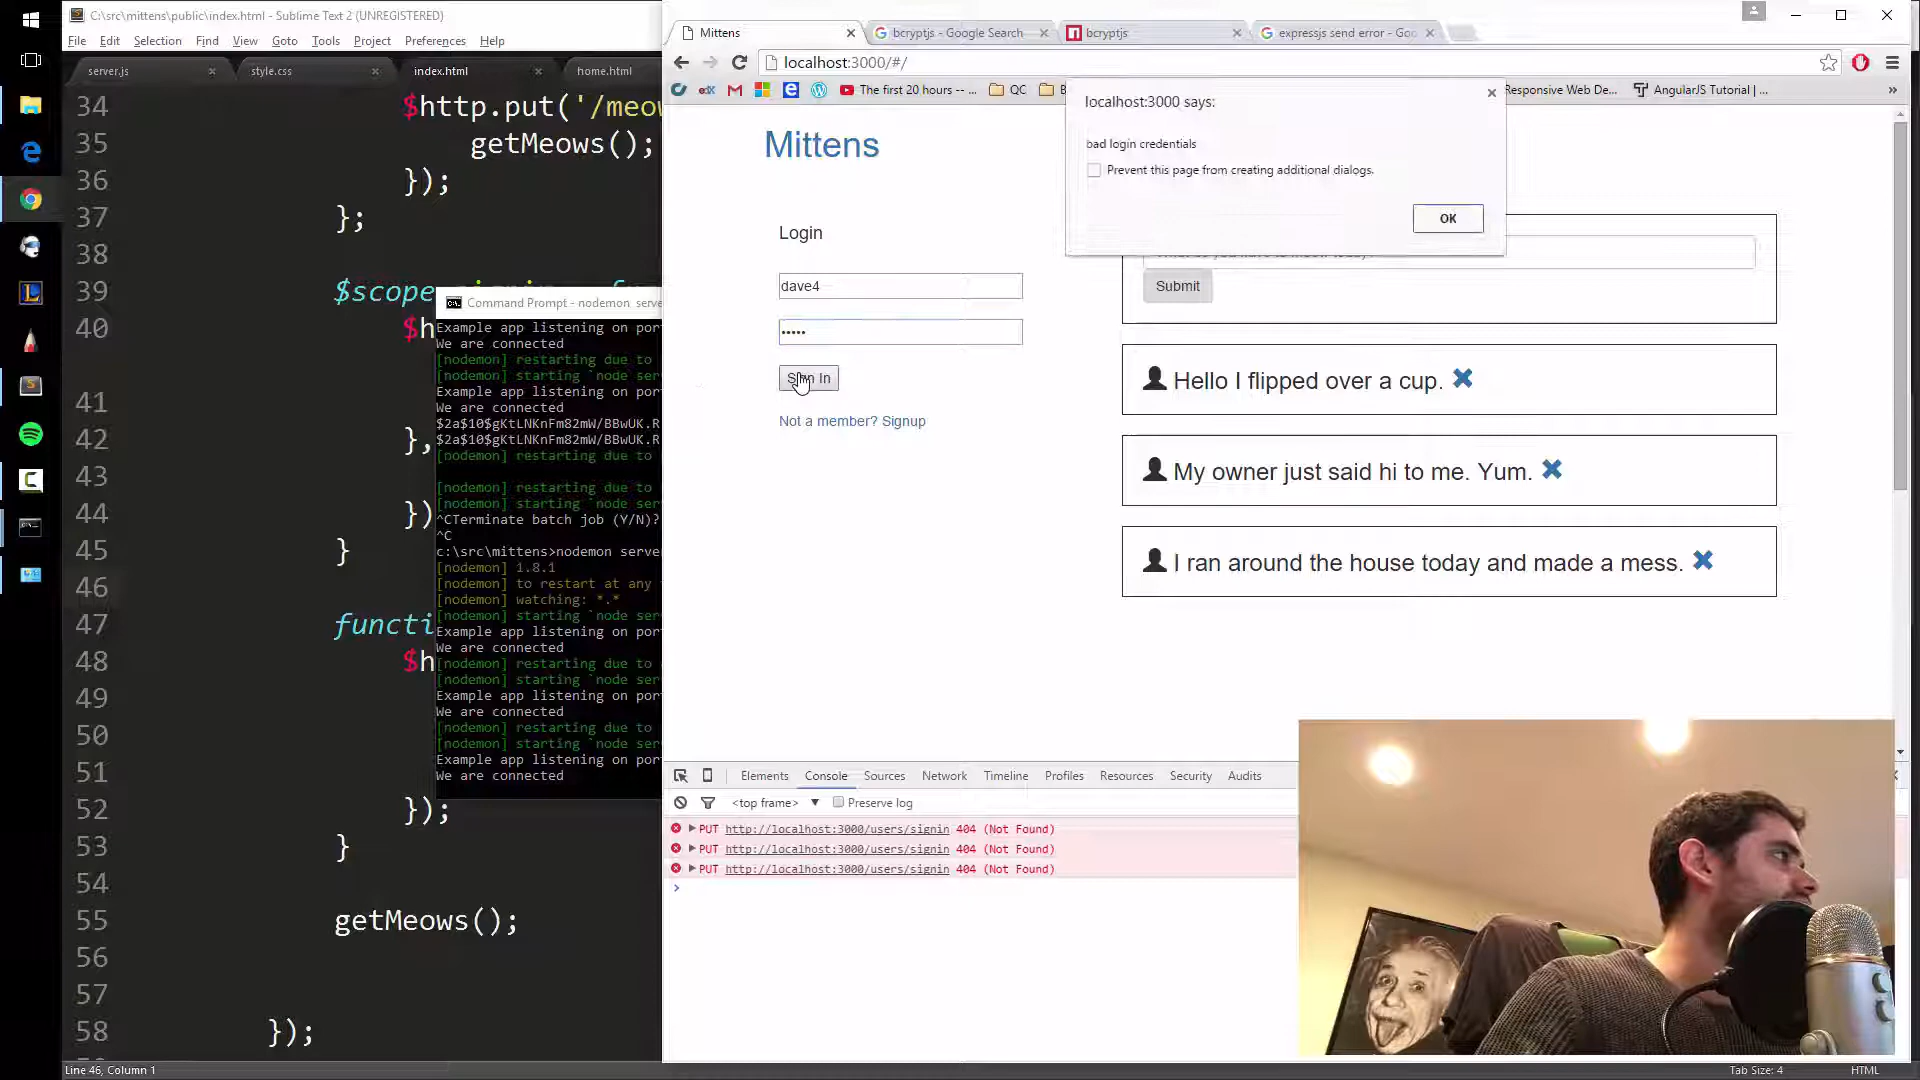 C:\src\mittens\public\index.html - Sublime Text 2 (UNREGISTERED)
File Edit Selection Find View Goto Tools Project Preferences Help
server.js
style.css
index.html
home.html
34 $http.put('/meow
35 getMeows();
36 });
37 };
38
39 $scope
40 $h
41
42 },
43
44 })
45 }
46
47 functi
48 $h
49
50
51
52 });
53 }
54
55 getMeows();
56
57
58 });
Line 46, Column 1
Tab Size: 4
HTML
Command Prompt - nodemon serve
Example app listening on por
We are connected
[nodemon] restarting due to
[nodemon] starting `node ser
Example app listening on por
We are connected
$2a$10$gKtLNKnFm82mW/BBwUK.R
$2a$10$gKtLNKnFm82mW/BBwUK.R
[nodemon] restarting due to
[nodemon] restarting due to
[nodemon] starting `node ser
^CTerminate batch job (Y/N)?
^C
c:\src\mittens>nodemon serve
[nodemon] 1.8.1
[nodemon] to restart at any
[nodemon] watching: *.*
[nodemon] starting `node ser
Example app listening on por
We are connected
[nodemon] restarting due to
[nodemon] starting `node ser
Example app listening on por
We are connected
[nodemon] restarting due to
[nodemon] starting `node ser
Example app listening on por
We are connected
Mittens
bcryptjs - Google Search
bcryptjs
expressjs send error - Goo
localhost:3000/#/
edX
The first 20 hours -- ...
QC
Responsive Web De...
AngularJS Tutorial | ...
localhost:3000 says:
bad login credentials
Prevent this page from creating additional dialogs.
OK
Mittens
Login
dave4
•••••
Sign In
Not a member? Signup
Submit
Hello I flipped over a cup.
My owner just said hi to me. Yum.
I ran around the house today and made a mess.
Elements Console Sources Network Timeline Profiles Resources Security Audits
<top frame> Preserve log
PUT http://localhost:3000/users/signin 404 (Not Found)
PUT http://localhost:3000/users/signin 404 (Not Found)
PUT http://localhost:3000/users/signin 404 (Not Found)